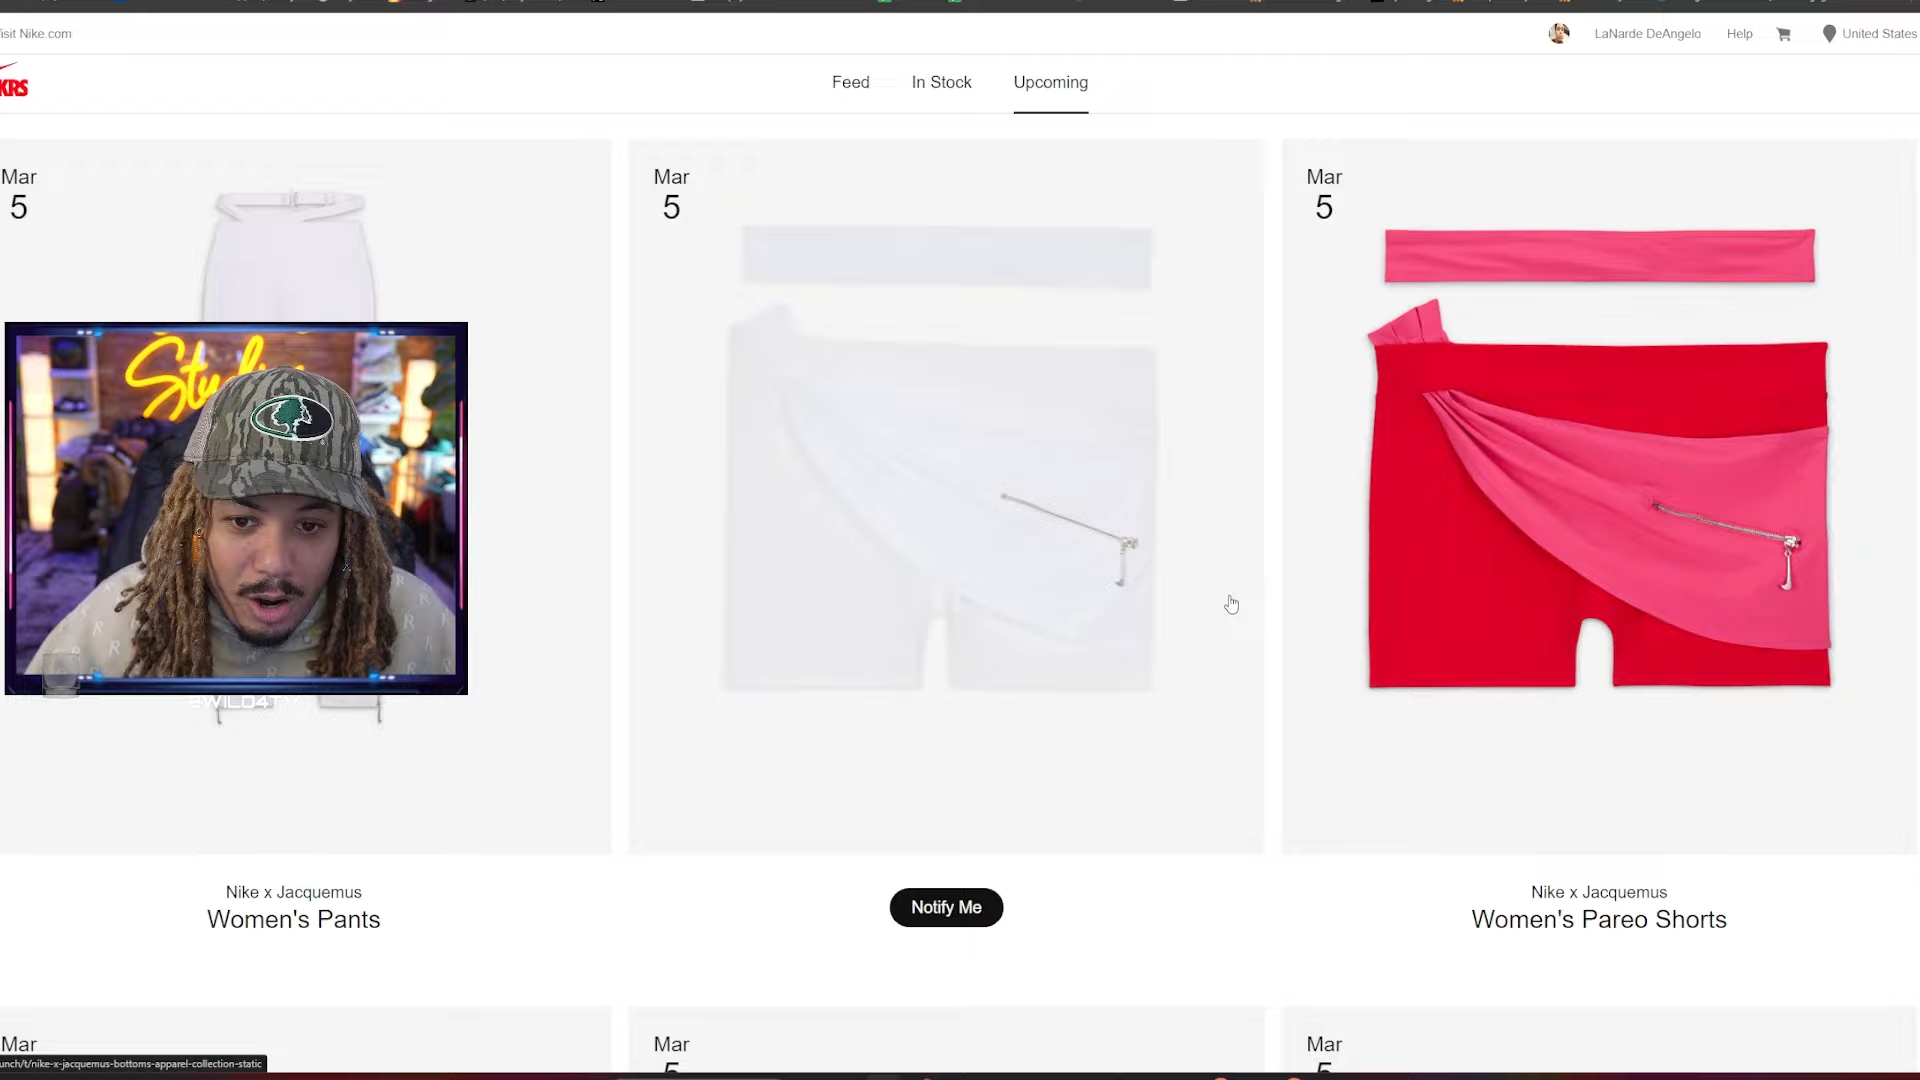 isit Nike.com
LaNarde DeAngelo
Help
United States
KRS
Feed
In Stock
Upcoming
Mar
5
Mar
5
Mar
5
Nike x Jacquemus
Women's Pants
Notify Me
Nike x Jacquemus
Women's Pareo Shorts
Mar
Mar
5
Mar
5
unch/t/nike-x-jacquemus-bottoms-apparel-collection-static